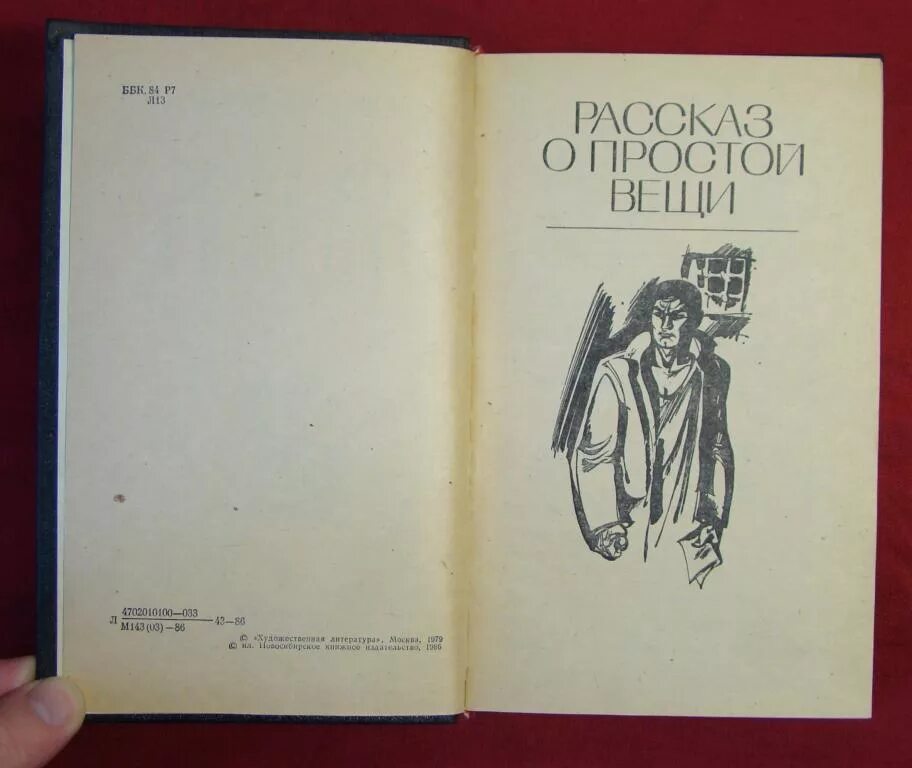 ББК. 84 Р7
Л13
Л 4702010100—033 43—86
М143(03)—86
© «Художественная литература», Москва, 1979
© ил. Новосибирское книжное издательство, 1986
РАССКАЗ
О ПРОСТОЙ
ВЕЩИ